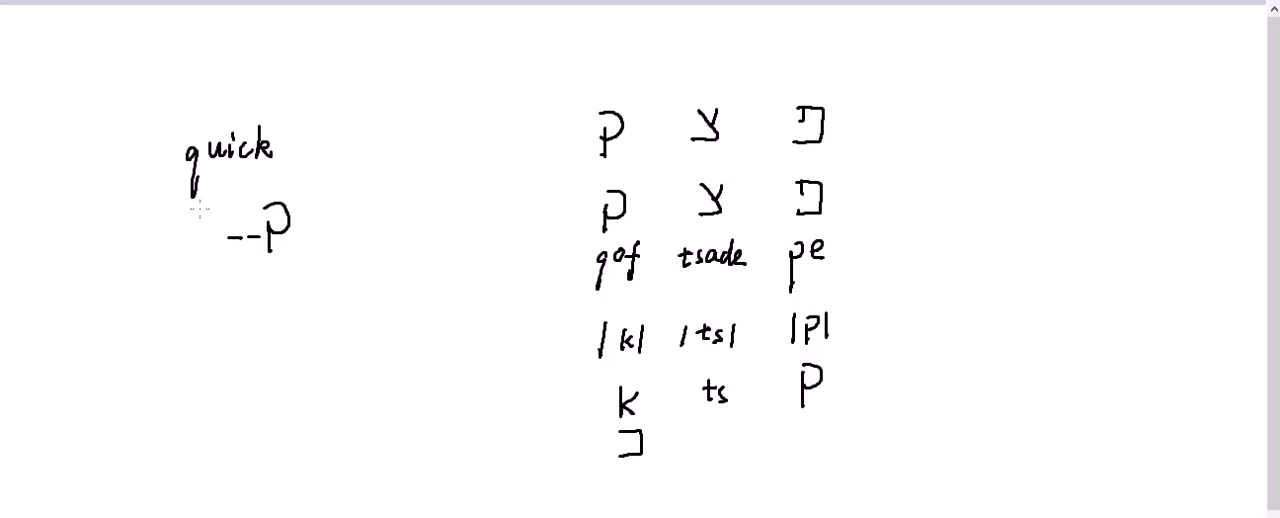 quick
--ק
ק צ פ
ק צ פ
qof tsade pe
/k/ /ts/ /p/
k ts p
כ